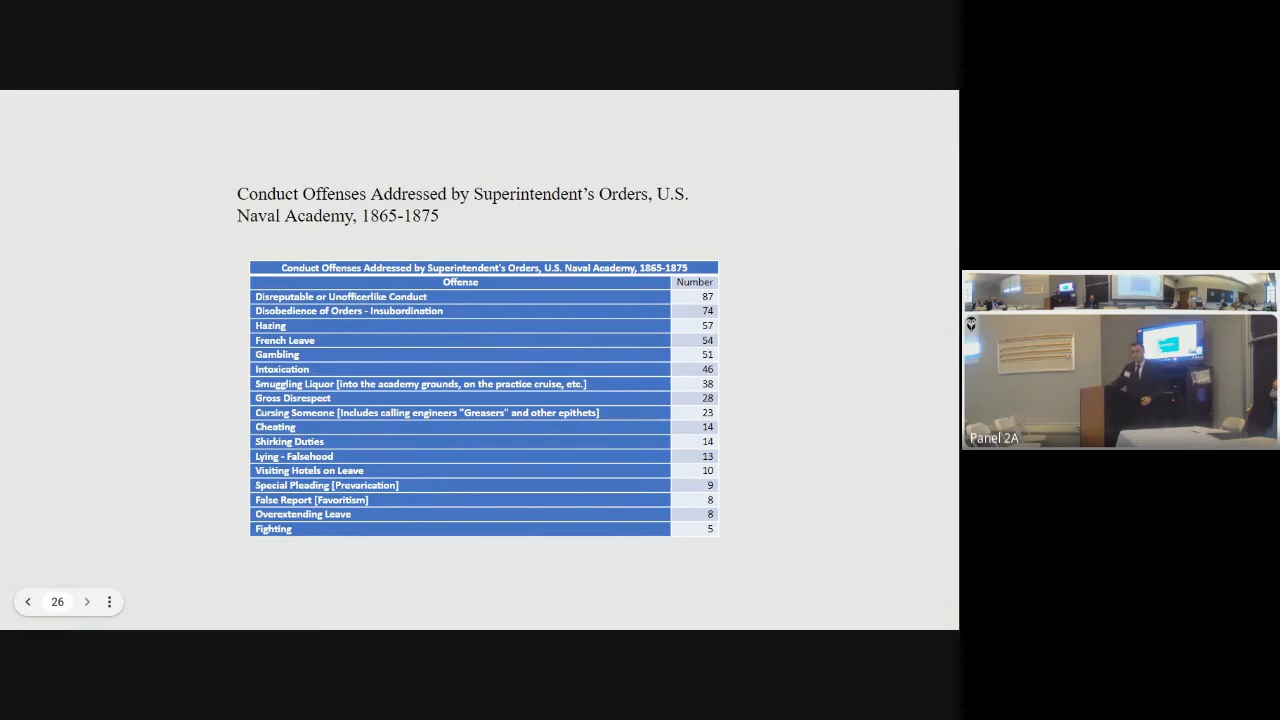 Conduct Offenses Addressed by Superintendent’s Orders, U.S.
Naval Academy, 1865-1875
Conduct Offenses Addressed by Superintendent's Orders, U.S. Naval Academy, 1865-1875
Offense Number
Disreputable or Unofficerlike Conduct 87
Disobedience of Orders - Insubordination 74
Hazing 57
French Leave 54
Gambling 51
Intoxication 46
Smuggling Liquor [into the academy grounds, on the practice cruise, etc.] 38
Gross Disrespect 28
Cursing Someone [Includes calling engineers "Greasers" and other epithets] 23
Cheating 14
Shirking Duties 14
Lying - Falsehood 13
Visiting Hotels on Leave 10
Special Pleading [Prevarication] 9
False Report [Favoritism] 8
Overextending Leave 8
Fighting 5
26
Panel 2A